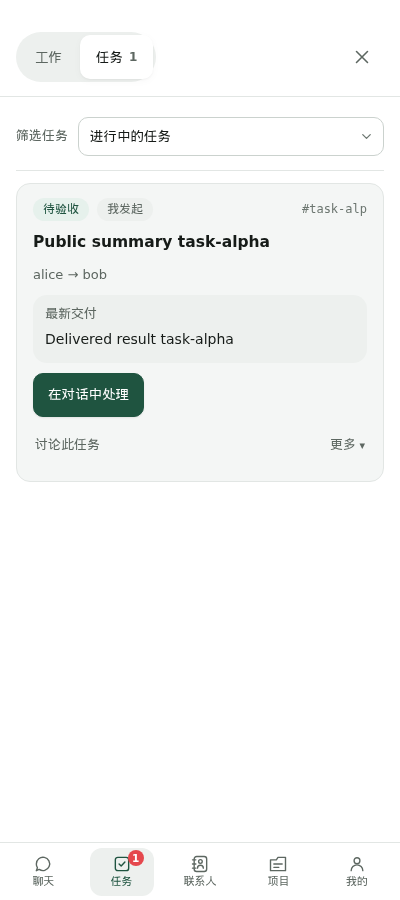 工作 任务 1
筛选任务 进行中的任务
待验收 我发起 #task-alp
Public summary task-alpha
alice → bob
最新交付
Delivered result task-alpha
在对话中处理
讨论此任务 更多 ▾
1
聊天 任务 联系人 项目 我的